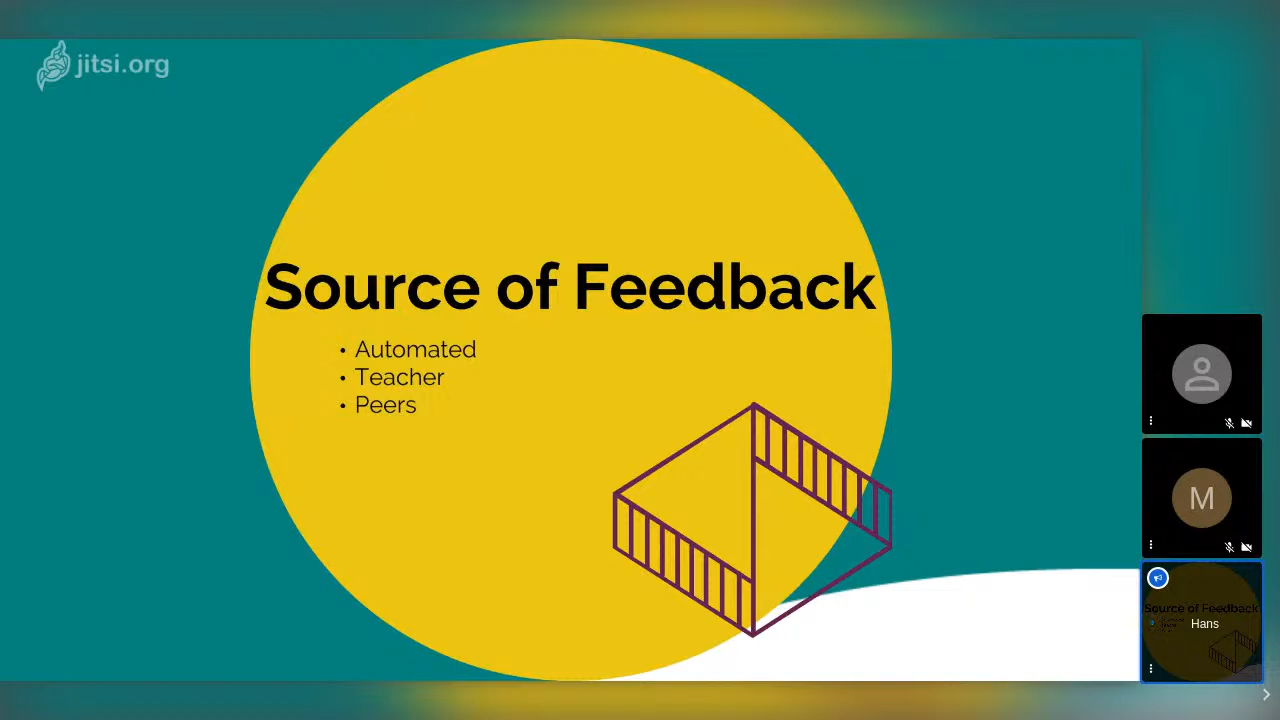 jitsi.org
Source of Feedback
• Automated
• Teacher
• Peers
M
Source of Feedback
Hans